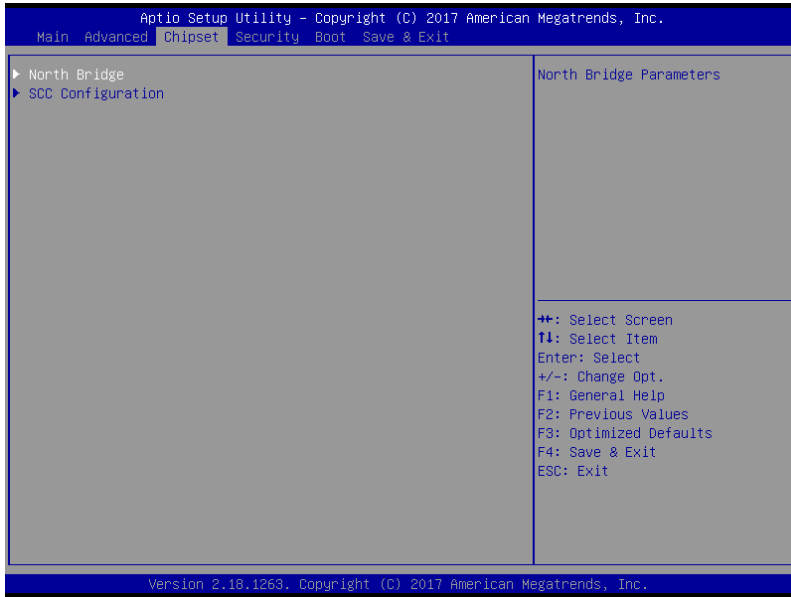 Aptio Setup Utility – Copyright (C) 2017 American Megatrends, Inc.
Main Advanced Chipset Security Boot Save & Exit
North Bridge
SCC Configuration
North Bridge Parameters
→←: Select Screen
↑↓: Select Item
Enter: Select
+/-: Change Opt.
F1: General Help
F2: Previous Values
F3: Optimized Defaults
F4: Save & Exit
ESC: Exit
Version 2.18.1263. Copyright (C) 2017 American Megatrends, Inc.